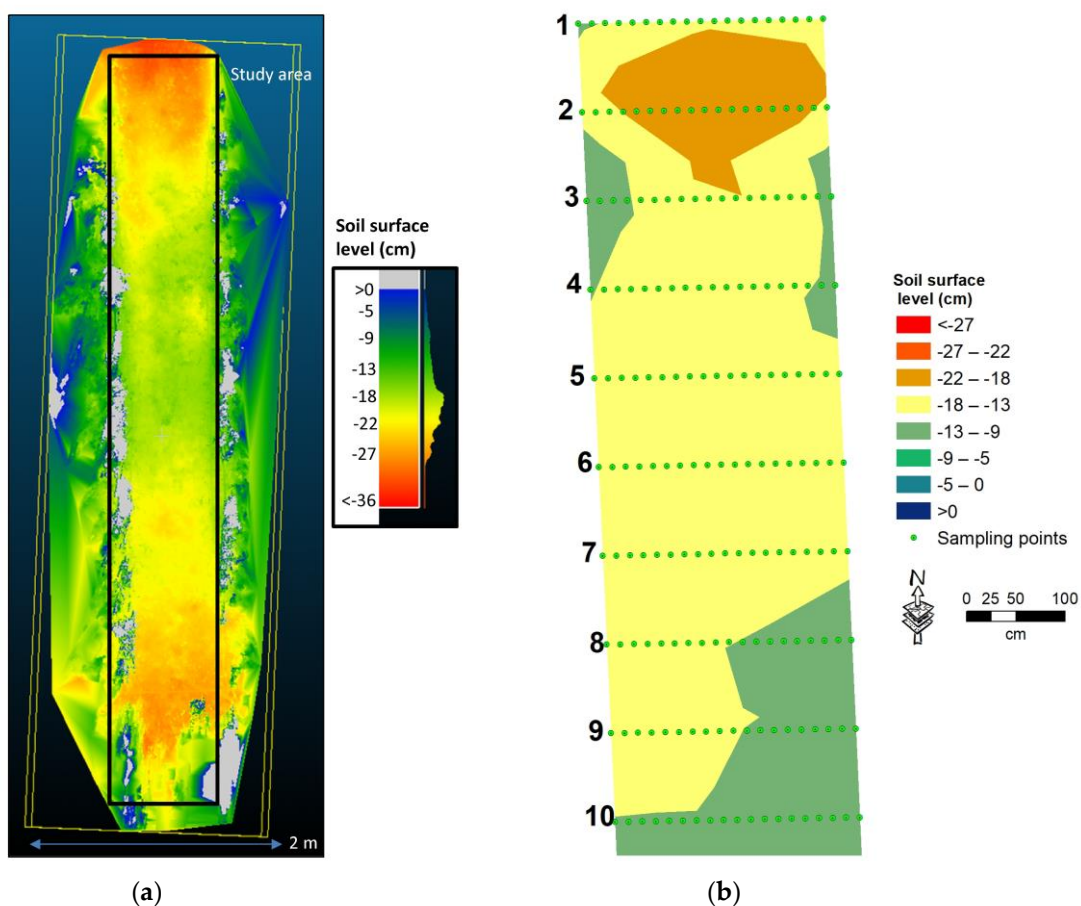 Study area
Soil surface
level (cm)
>0
-5
-9
-13
-18
-22
-27
<-36
2 m
(a)
1
2
3
4
5
6
7
8
9
10
Soil surface
level (cm)
<-27
-27 – -22
-22 – -18
-18 – -13
-13 – -9
-9 – -5
-5 – 0
>0
Sampling points
N
0 25 50 100
cm
(b)